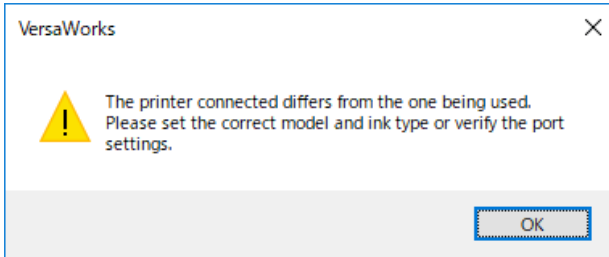 VersaWorks
The printer connected differs from the one being used.
Please set the correct model and ink type or verify the port
settings.
OK